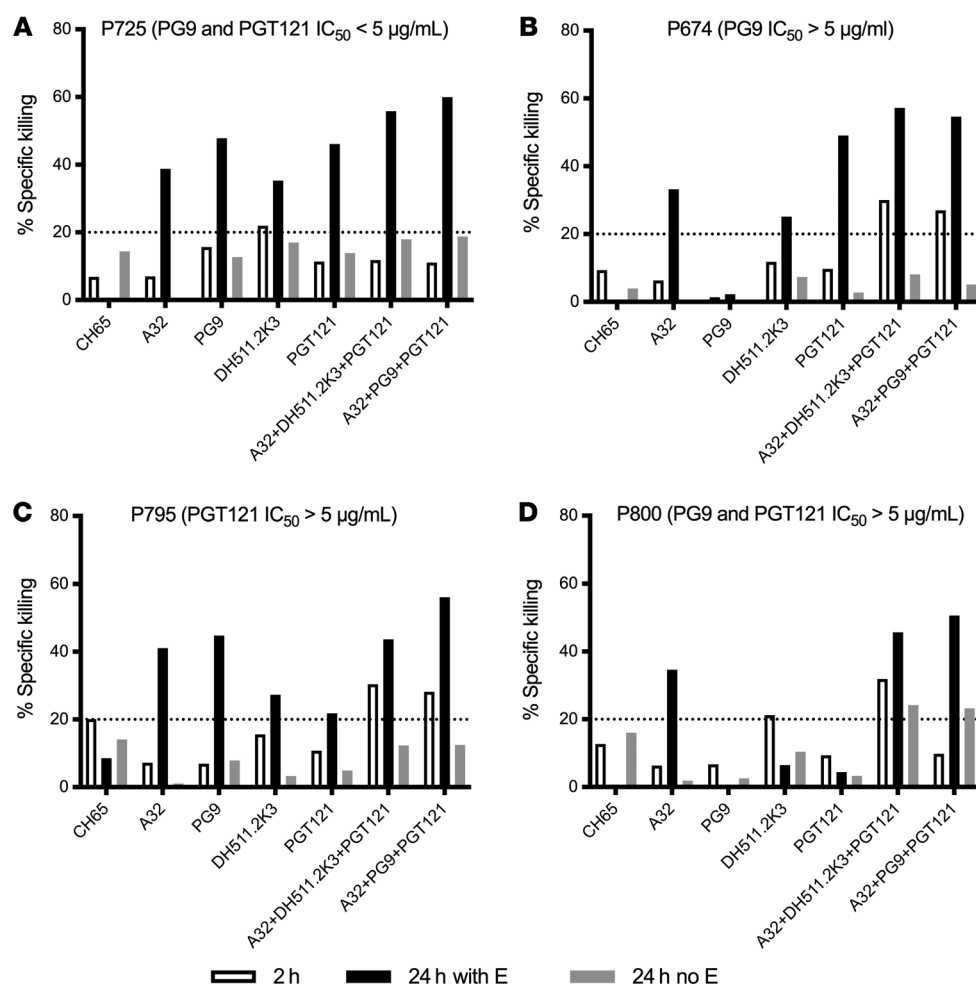 A
P725 (PG9 and PGT121 IC50 < 5 µg/mL)
80
60
40
20
0
% Specific killing
CH65
A32
PG9
DH511.2K3
PGT121
A32+DH511.2K3+PGT121
A32+PG9+PGT121
B
P674 (PG9 IC50 > 5 µg/ml)
80
60
40
20
0
% Specific killing
CH65
A32
PG9
DH511.2K3
PGT121
A32+DH511.2K3+PGT121
A32+PG9+PGT121
C
P795 (PGT121 IC50 > 5 µg/mL)
80
60
40
20
0
% Specific killing
CH65
A32
PG9
DH511.2K3
PGT121
A32+DH511.2K3+PGT121
A32+PG9+PGT121
D
P800 (PG9 and PGT121 IC50 > 5 µg/mL)
80
60
40
20
0
% Specific killing
CH65
A32
PG9
DH511.2K3
PGT121
A32+DH511.2K3+PGT121
A32+PG9+PGT121
2 h
24 h with E
24 h no E